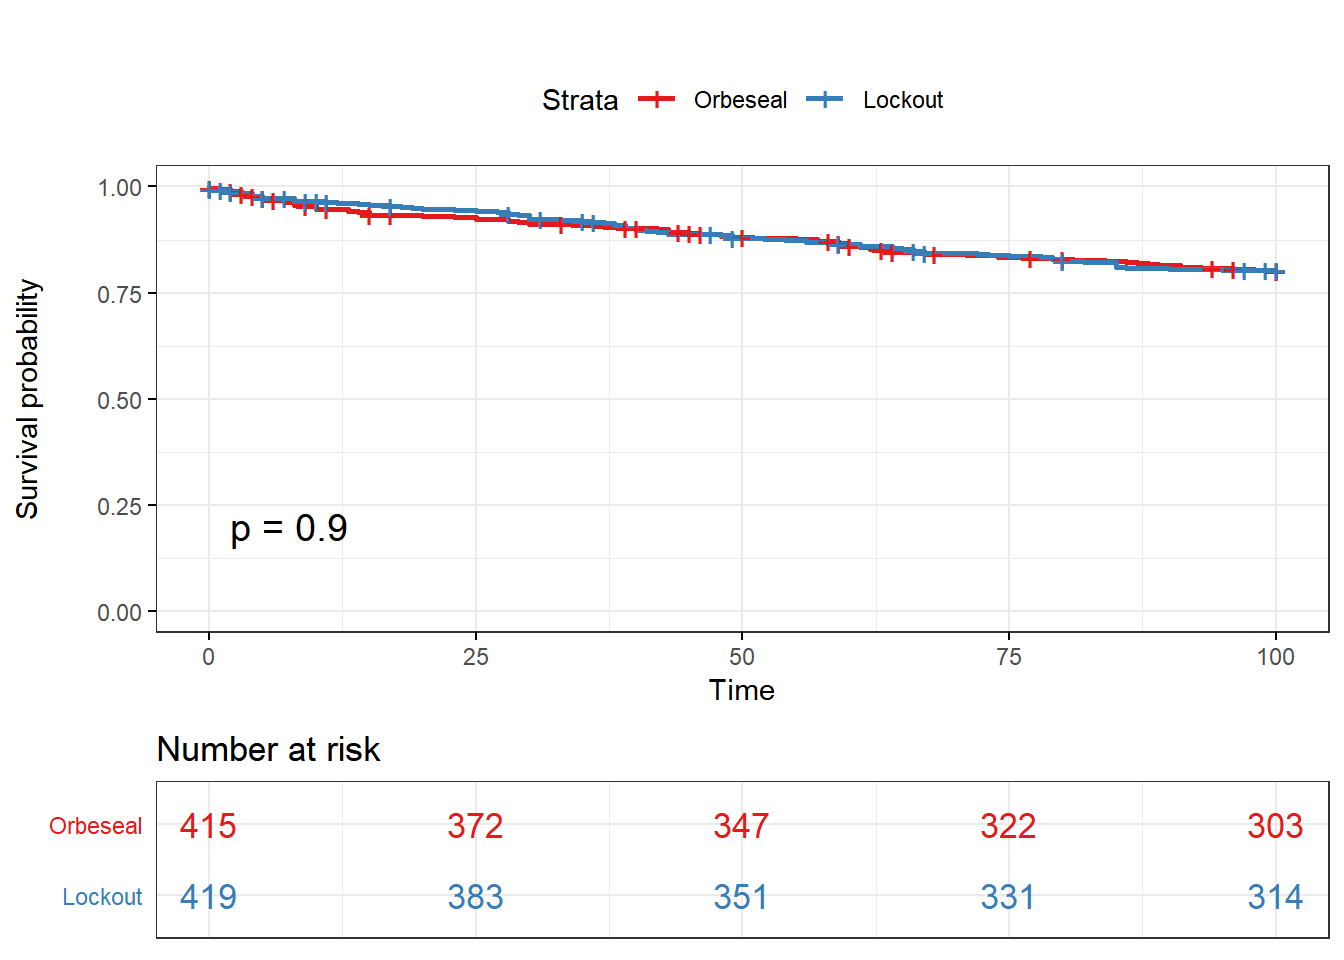 Strata Orbeseal Lockout
1.00
0.75
0.50
0.25
0.00
Survival probability
p = 0.9
0 25 50 75 100
Time
Number at risk
Orbeseal 415 372 347 322 303
Lockout 419 383 351 331 314